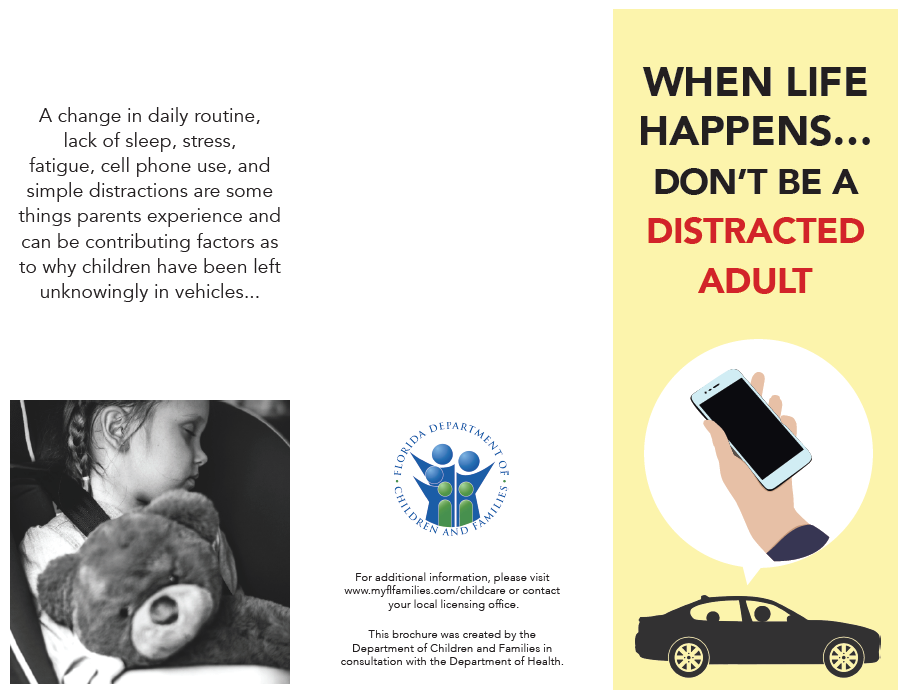 A change in daily routine,
lack of sleep, stress,
fatigue, cell phone use, and
simple distractions are some
things parents experience and
can be contributing factors as
to why children have been left
unknowingly in vehicles...
FLORIDA DEPARTMENT OF
CHILDREN AND FAMILIES
For additional information, please visit
www.myflfamilies.com/childcare or contact
your local licensing office.
This brochure was created by the
Department of Children and Families in
consultation with the Department of Health.
WHEN LIFE
HAPPENS...
DON'T BE A
DISTRACTED
ADULT